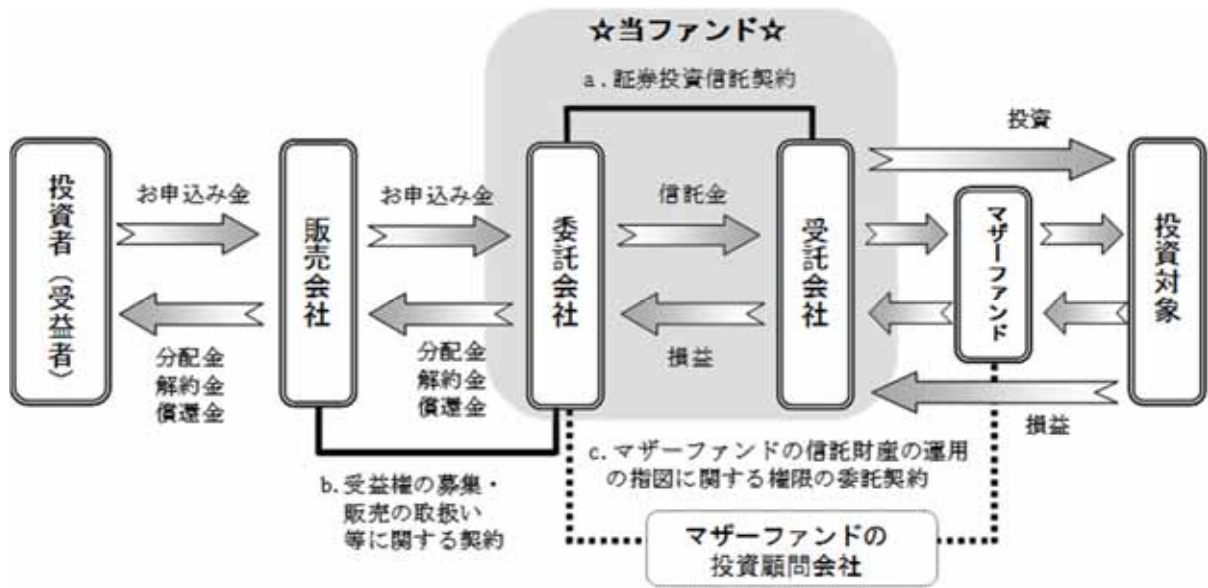 ☆当ファンド☆
a.証券投資信託契約
投資者(受益者)
お申込み金
分配金
解約金
償還金
販売会社
お申込み金
分配金
解約金
償還金
委託会社
信託金
損益
受託会社
投資
マザーファンド
損益
投資対象
b.受益権の募集・
販売の取扱い
等に関する契約
c.マザーファンドの信託財産の運用
の指図に関する権限の委託契約
マザーファンドの
投資顧問会社